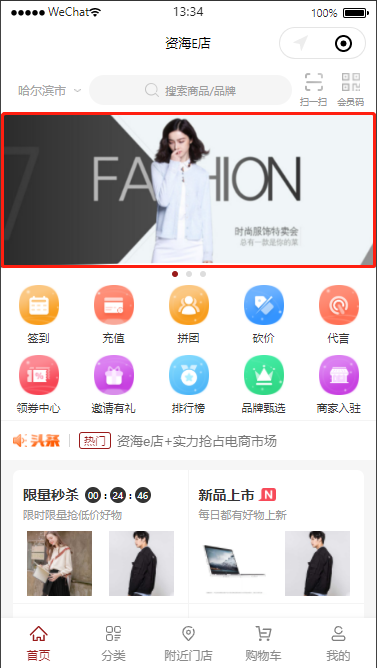 WeChat 13:34 100%
资海E店
哈尔滨市 搜索商品/品牌 扫一扫 会员码
7 FASHION
时尚服饰特卖会
总有一款是你的菜
签到 充值 拼团 砍价 代言
领券中心 邀请有礼 排行榜 品牌甄选 商家入驻
头条 热门 资海e店+实力抢占电商市场
限量秒杀 00 : 24 : 46 新品上市 N
限时限量抢低价好物 每日都有好物上新
首页 分类 附近门店 购物车 我的